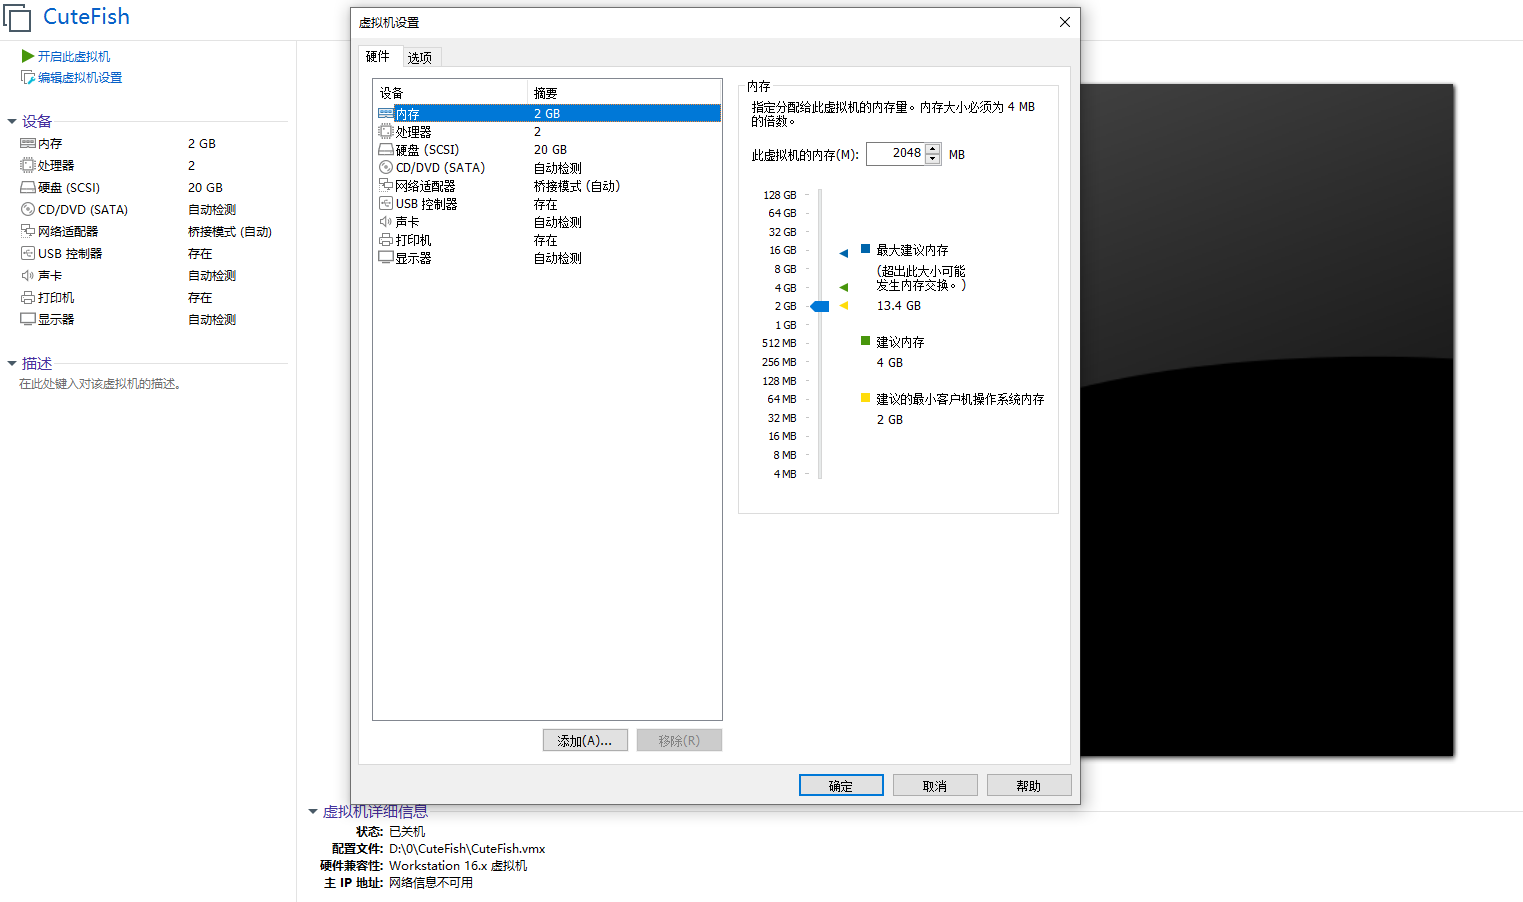 CuteFish
开启此虚拟机
编辑虚拟机设置
设备
内存 2 GB
处理器 2
硬盘 (SCSI) 20 GB
CD/DVD (SATA) 自动检测
网络适配器 桥接模式 (自动)
USB 控制器 存在
声卡 自动检测
打印机 存在
显示器 自动检测
描述
在此处键入对该虚拟机的描述。
虚拟机设置
硬件 选项
设备 摘要
内存 2 GB
处理器 2
硬盘 (SCSI) 20 GB
CD/DVD (SATA) 自动检测
网络适配器 桥接模式 (自动)
USB 控制器 存在
声卡 自动检测
打印机 存在
显示器 自动检测
添加(A)... 移除(R)
内存
指定分配给此虚拟机的内存量。内存大小必须为 4 MB
的倍数。
此虚拟机的内存(M): 2048 MB
128 GB
64 GB
32 GB
16 GB
8 GB
4 GB
2 GB
1 GB
512 MB
256 MB
128 MB
64 MB
32 MB
16 MB
8 MB
4 MB
最大建议内存
(超出此大小可能
发生内存交换。)
13.4 GB
建议内存
4 GB
建议的最小客户机操作系统内存
2 GB
确定 取消 帮助
虚拟机详细信息
状态: 已关机
配置文件: D:\0\CuteFish\CuteFish.vmx
硬件兼容性: Workstation 16.x 虚拟机
主 IP 地址: 网络信息不可用